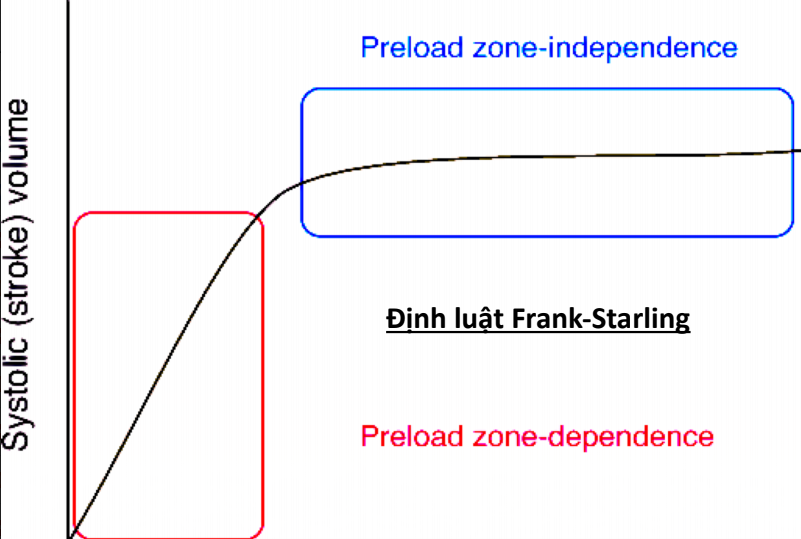 Preload zone-independence
Systolic (stroke) volume
Định luật Frank-Starling
Preload zone-dependence